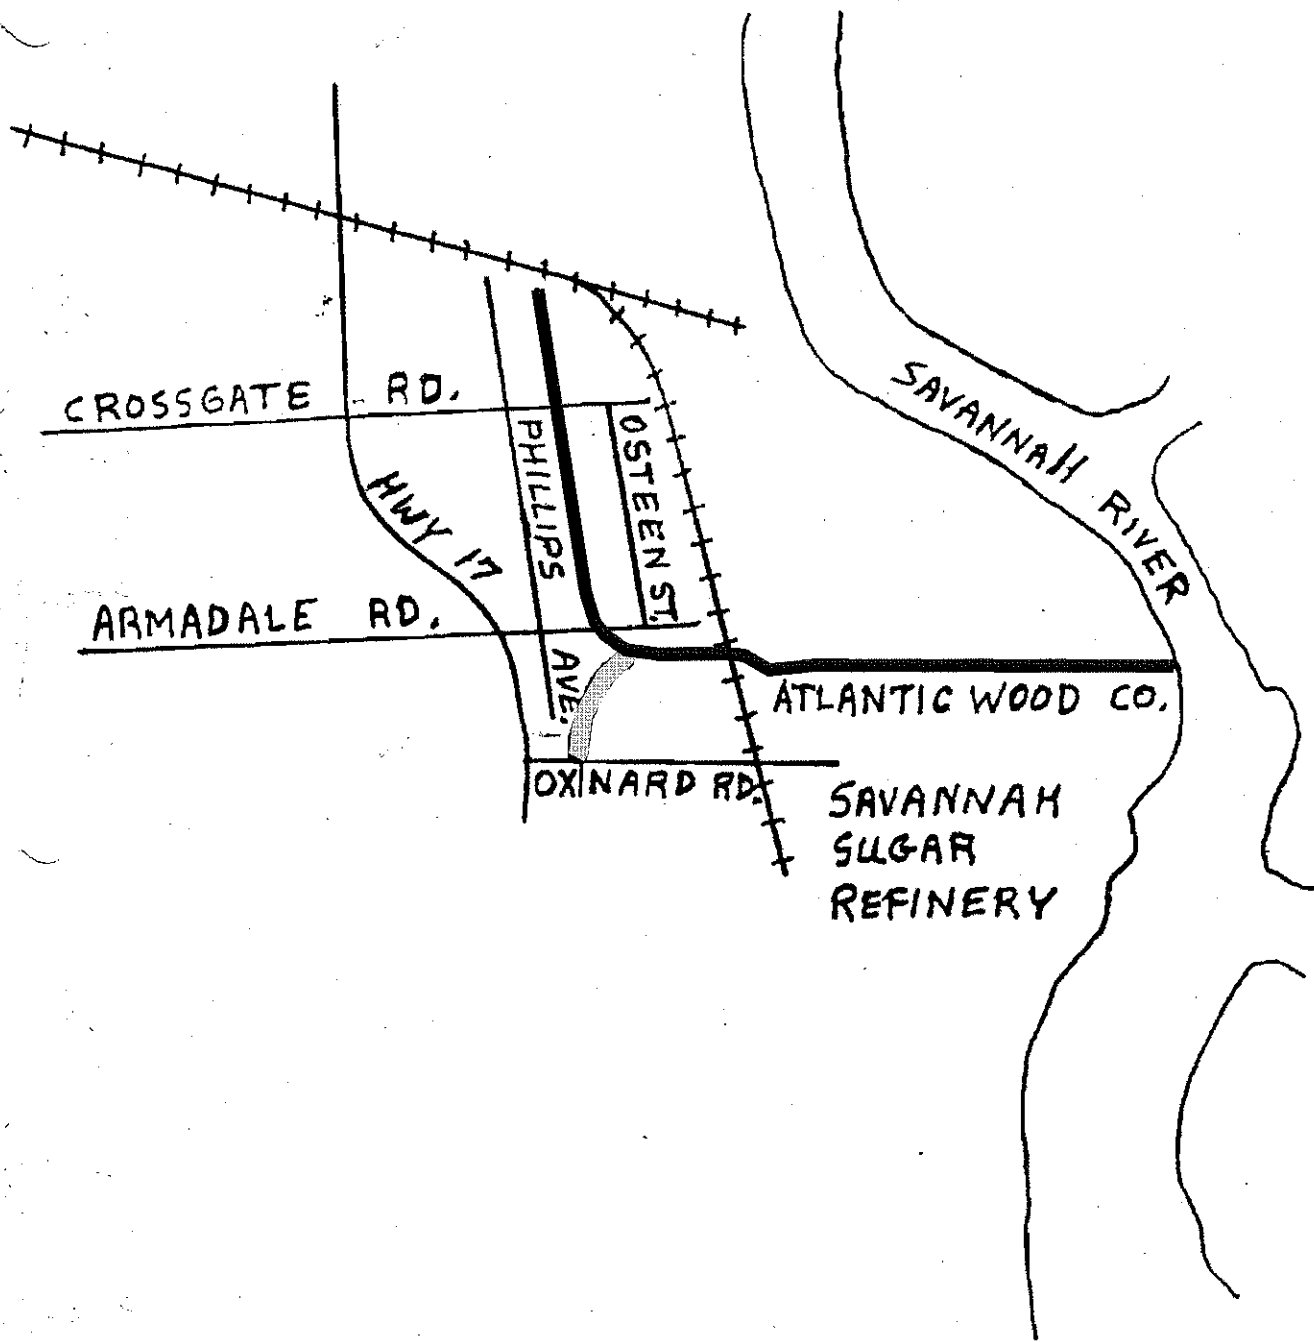 CROSSGATE RD.
SAVANNAH RIVER
PHILLIPS AVE.
OSTEEN ST.
HWY 17
ARMADALE RD.
ATLANTIC WOOD CO.
OXNARD RD.
SAVANNAH
SUGAR
REFINERY